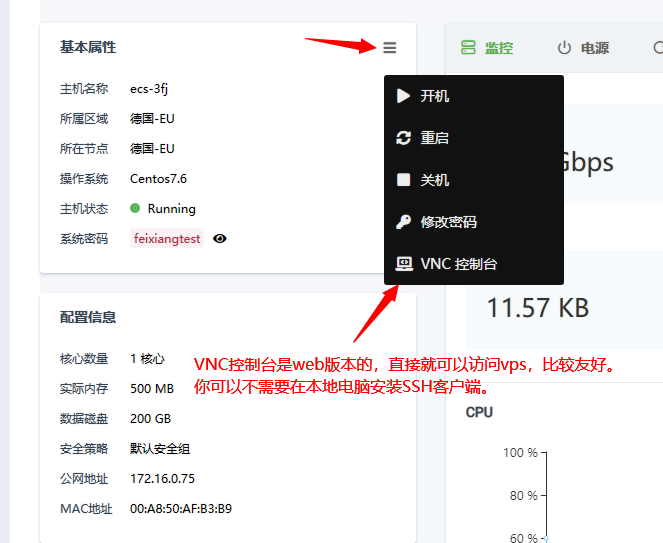 基本属性
监控
电源
主机名称 ecs-3fj
所属区域 德国-EU
所在节点 德国-EU
操作系统 Centos7.6
主机状态 Running
系统密码 feixiangtest
开机
重启
关机
修改密码
VNC 控制台
Gbps
11.57 KB
配置信息
核心数量 1 核心
实际内存 500 MB
数据磁盘 200 GB
安全策略 默认安全组
公网地址 172.16.0.75
MAC地址 00:A8:50:AF:B3:B9
VNC控制台是web版本的，直接就可以访问vps，比较友好。
你可以不需要在本地电脑安装SSH客户端。
CPU
100 %
80 %
60 %